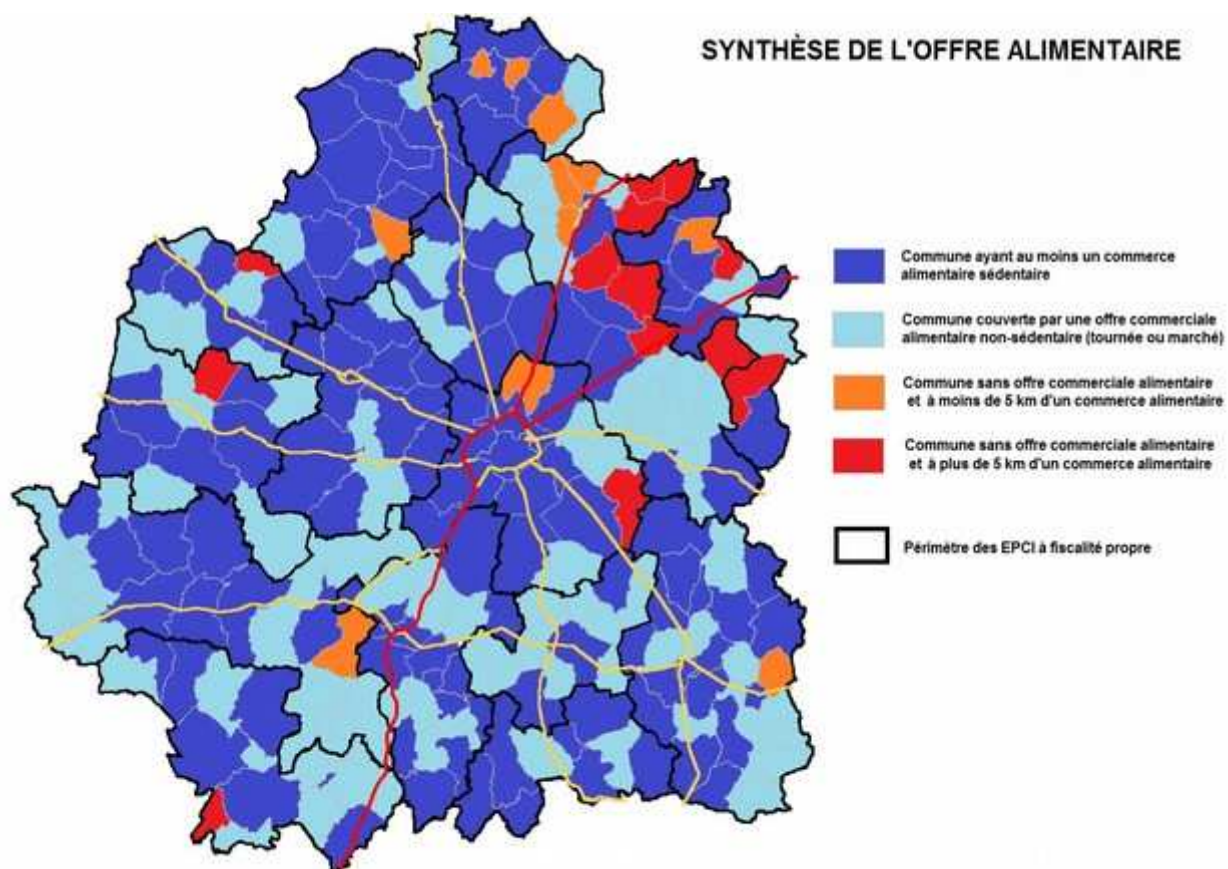 SYNTHÈSE DE L'OFFRE ALIMENTAIRE
Commune ayant au moins un commerce
alimentaire sédentaire
Commune couverte par une offre commerciale
alimentaire non-sédentaire (tournée ou marché)
Commune sans offre commerciale alimentaire
et à moins de 5 km d'un commerce alimentaire
Commune sans offre commerciale alimentaire
et à plus de 5 km d'un commerce alimentaire
Périmètre des EPCI à fiscalité propre